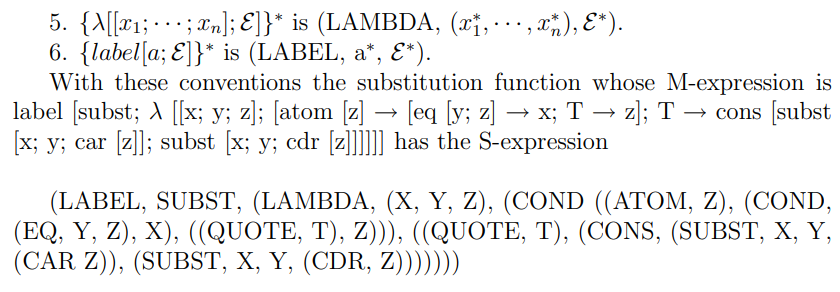 5. {λ[[x₁; · · · ; xₙ]; ℰ]}* is (LAMBDA, (x₁*, · · · , xₙ*), ℰ*).
6. {label[a; ℰ]}* is (LABEL, a*, ℰ*).
With these conventions the substitution function whose M-expression is
label [subst; λ [[x; y; z]; [atom [z] → [eq [y; z] → x; T → z]; T → cons [subst
[x; y; car [z]]; subst [x; y; cdr [z]]]]]] has the S-expression
(LABEL, SUBST, (LAMBDA, (X, Y, Z), (COND ((ATOM, Z), (COND,
(EQ, Y, Z), X), ((QUOTE, T), Z))), ((QUOTE, T), (CONS, (SUBST, X, Y,
(CAR Z)), (SUBST, X, Y, (CDR, Z)))))))